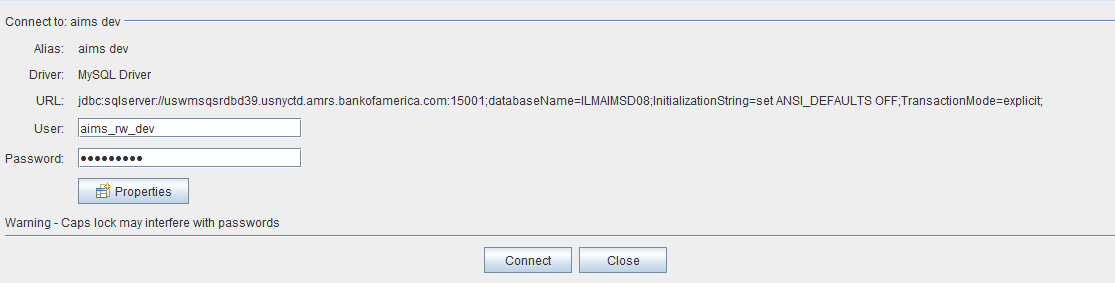 Connect to: aims dev
Alias: aims dev
Driver: MySQL Driver
URL: jdbc:sqlserver://uswmsqsrdbd39.usnyctd.amrs.bankofamerica.com:15001;databaseName=ILMAIMSD08;InitializationString=set ANSI_DEFAULTS OFF;TransactionMode=explicit;
User: aims_rw_dev
Password: •••••••••
Properties
Warning - Caps lock may interfere with passwords
Connect Close